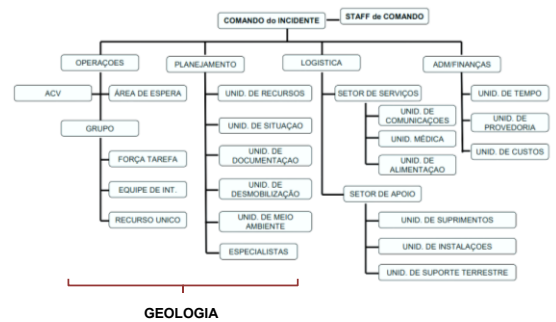 COMANDO do INCIDENTE
STAFF de COMANDO
OPERAÇOES
PLANEJAMENTO
LOGISTICA
ADM/FINANÇAS
ACV
ÁREA DE ESPERA
UNID. DE RECURSOS
SETOR DE SERVIÇOS
UNID. DE TEMPO
GRUPO
UNID. DE SITUAÇAO
UNID. DE
COMUNICAÇOES
UNID. DE
PROVEDORIA
UNID. MÉDICA
FORÇA TAREFA
UNID. DE
DOCUMENTAÇAO
UNID. DE
ALIMENTAÇAO
UNID. DE CUSTOS
EQUIPE DE INT.
UNID. DE
DESMOBILIZAÇÃO
SETOR DE APOIO
RECURSO UNICO
UNID. DE MEIO
AMBIENTE
UNID. DE SUPRIMENTOS
ESPECIALISTAS
UNID. DE INSTALAÇOES
UNID. DE SUPORTE TERRESTRE
GEOLOGIA